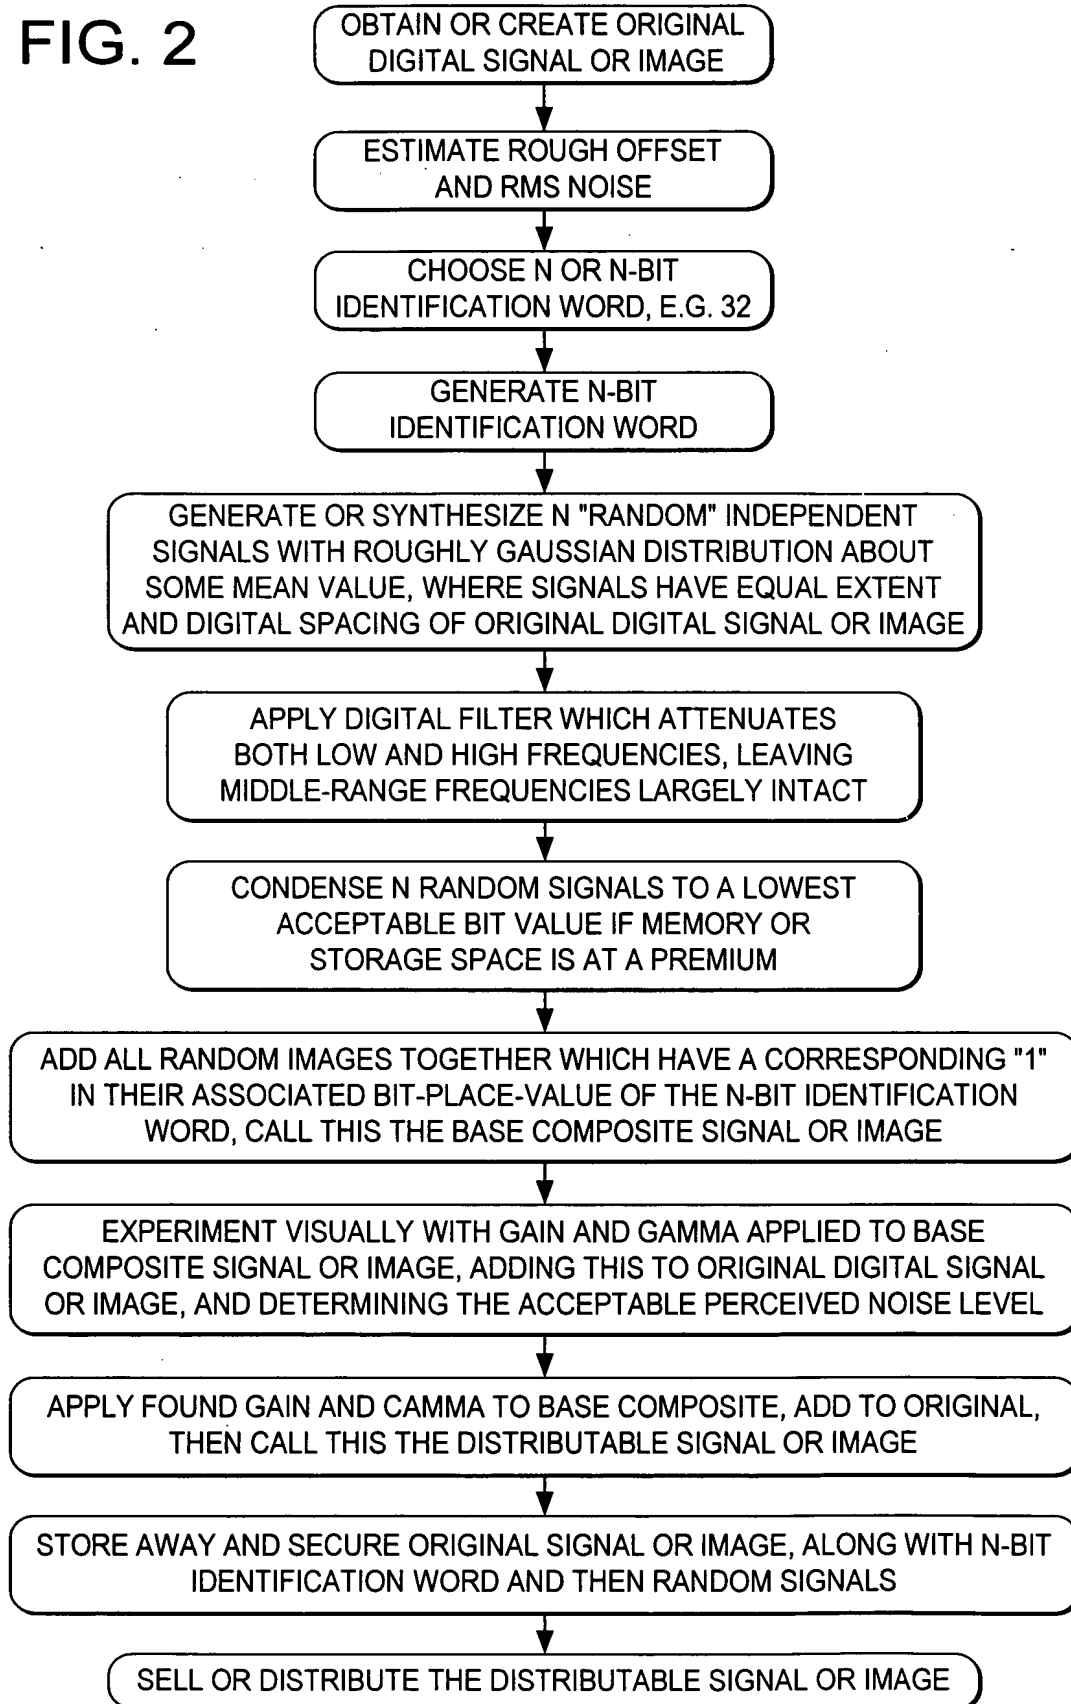 FIG. 2
OBTAIN OR CREATE ORIGINAL
DIGITAL SIGNAL OR IMAGE
ESTIMATE ROUGH OFFSET
AND RMS NOISE
CHOOSE N OR N-BIT
IDENTIFICATION WORD, E.G. 32
GENERATE N-BIT
IDENTIFICATION WORD
GENERATE OR SYNTHESIZE N "RANDOM" INDEPENDENT
SIGNALS WITH ROUGHLY GAUSSIAN DISTRIBUTION ABOUT
SOME MEAN VALUE, WHERE SIGNALS HAVE EQUAL EXTENT
AND DIGITAL SPACING OF ORIGINAL DIGITAL SIGNAL OR IMAGE
APPLY DIGITAL FILTER WHICH ATTENUATES
BOTH LOW AND HIGH FREQUENCIES, LEAVING
MIDDLE-RANGE FREQUENCIES LARGELY INTACT
CONDENSE N RANDOM SIGNALS TO A LOWEST
ACCEPTABLE BIT VALUE IF MEMORY OR
STORAGE SPACE IS AT A PREMIUM
ADD ALL RANDOM IMAGES TOGETHER WHICH HAVE A CORRESPONDING "1"
IN THEIR ASSOCIATED BIT-PLACE-VALUE OF THE N-BIT IDENTIFICATION
WORD, CALL THIS THE BASE COMPOSITE SIGNAL OR IMAGE
EXPERIMENT VISUALLY WITH GAIN AND GAMMA APPLIED TO BASE
COMPOSITE SIGNAL OR IMAGE, ADDING THIS TO ORIGINAL DIGITAL SIGNAL
OR IMAGE, AND DETERMINING THE ACCEPTABLE PERCEIVED NOISE LEVEL
APPLY FOUND GAIN AND CAMMA TO BASE COMPOSITE, ADD TO ORIGINAL,
THEN CALL THIS THE DISTRIBUTABLE SIGNAL OR IMAGE
STORE AWAY AND SECURE ORIGINAL SIGNAL OR IMAGE, ALONG WITH N-BIT
IDENTIFICATION WORD AND THEN RANDOM SIGNALS
SELL OR DISTRIBUTE THE DISTRIBUTABLE SIGNAL OR IMAGE